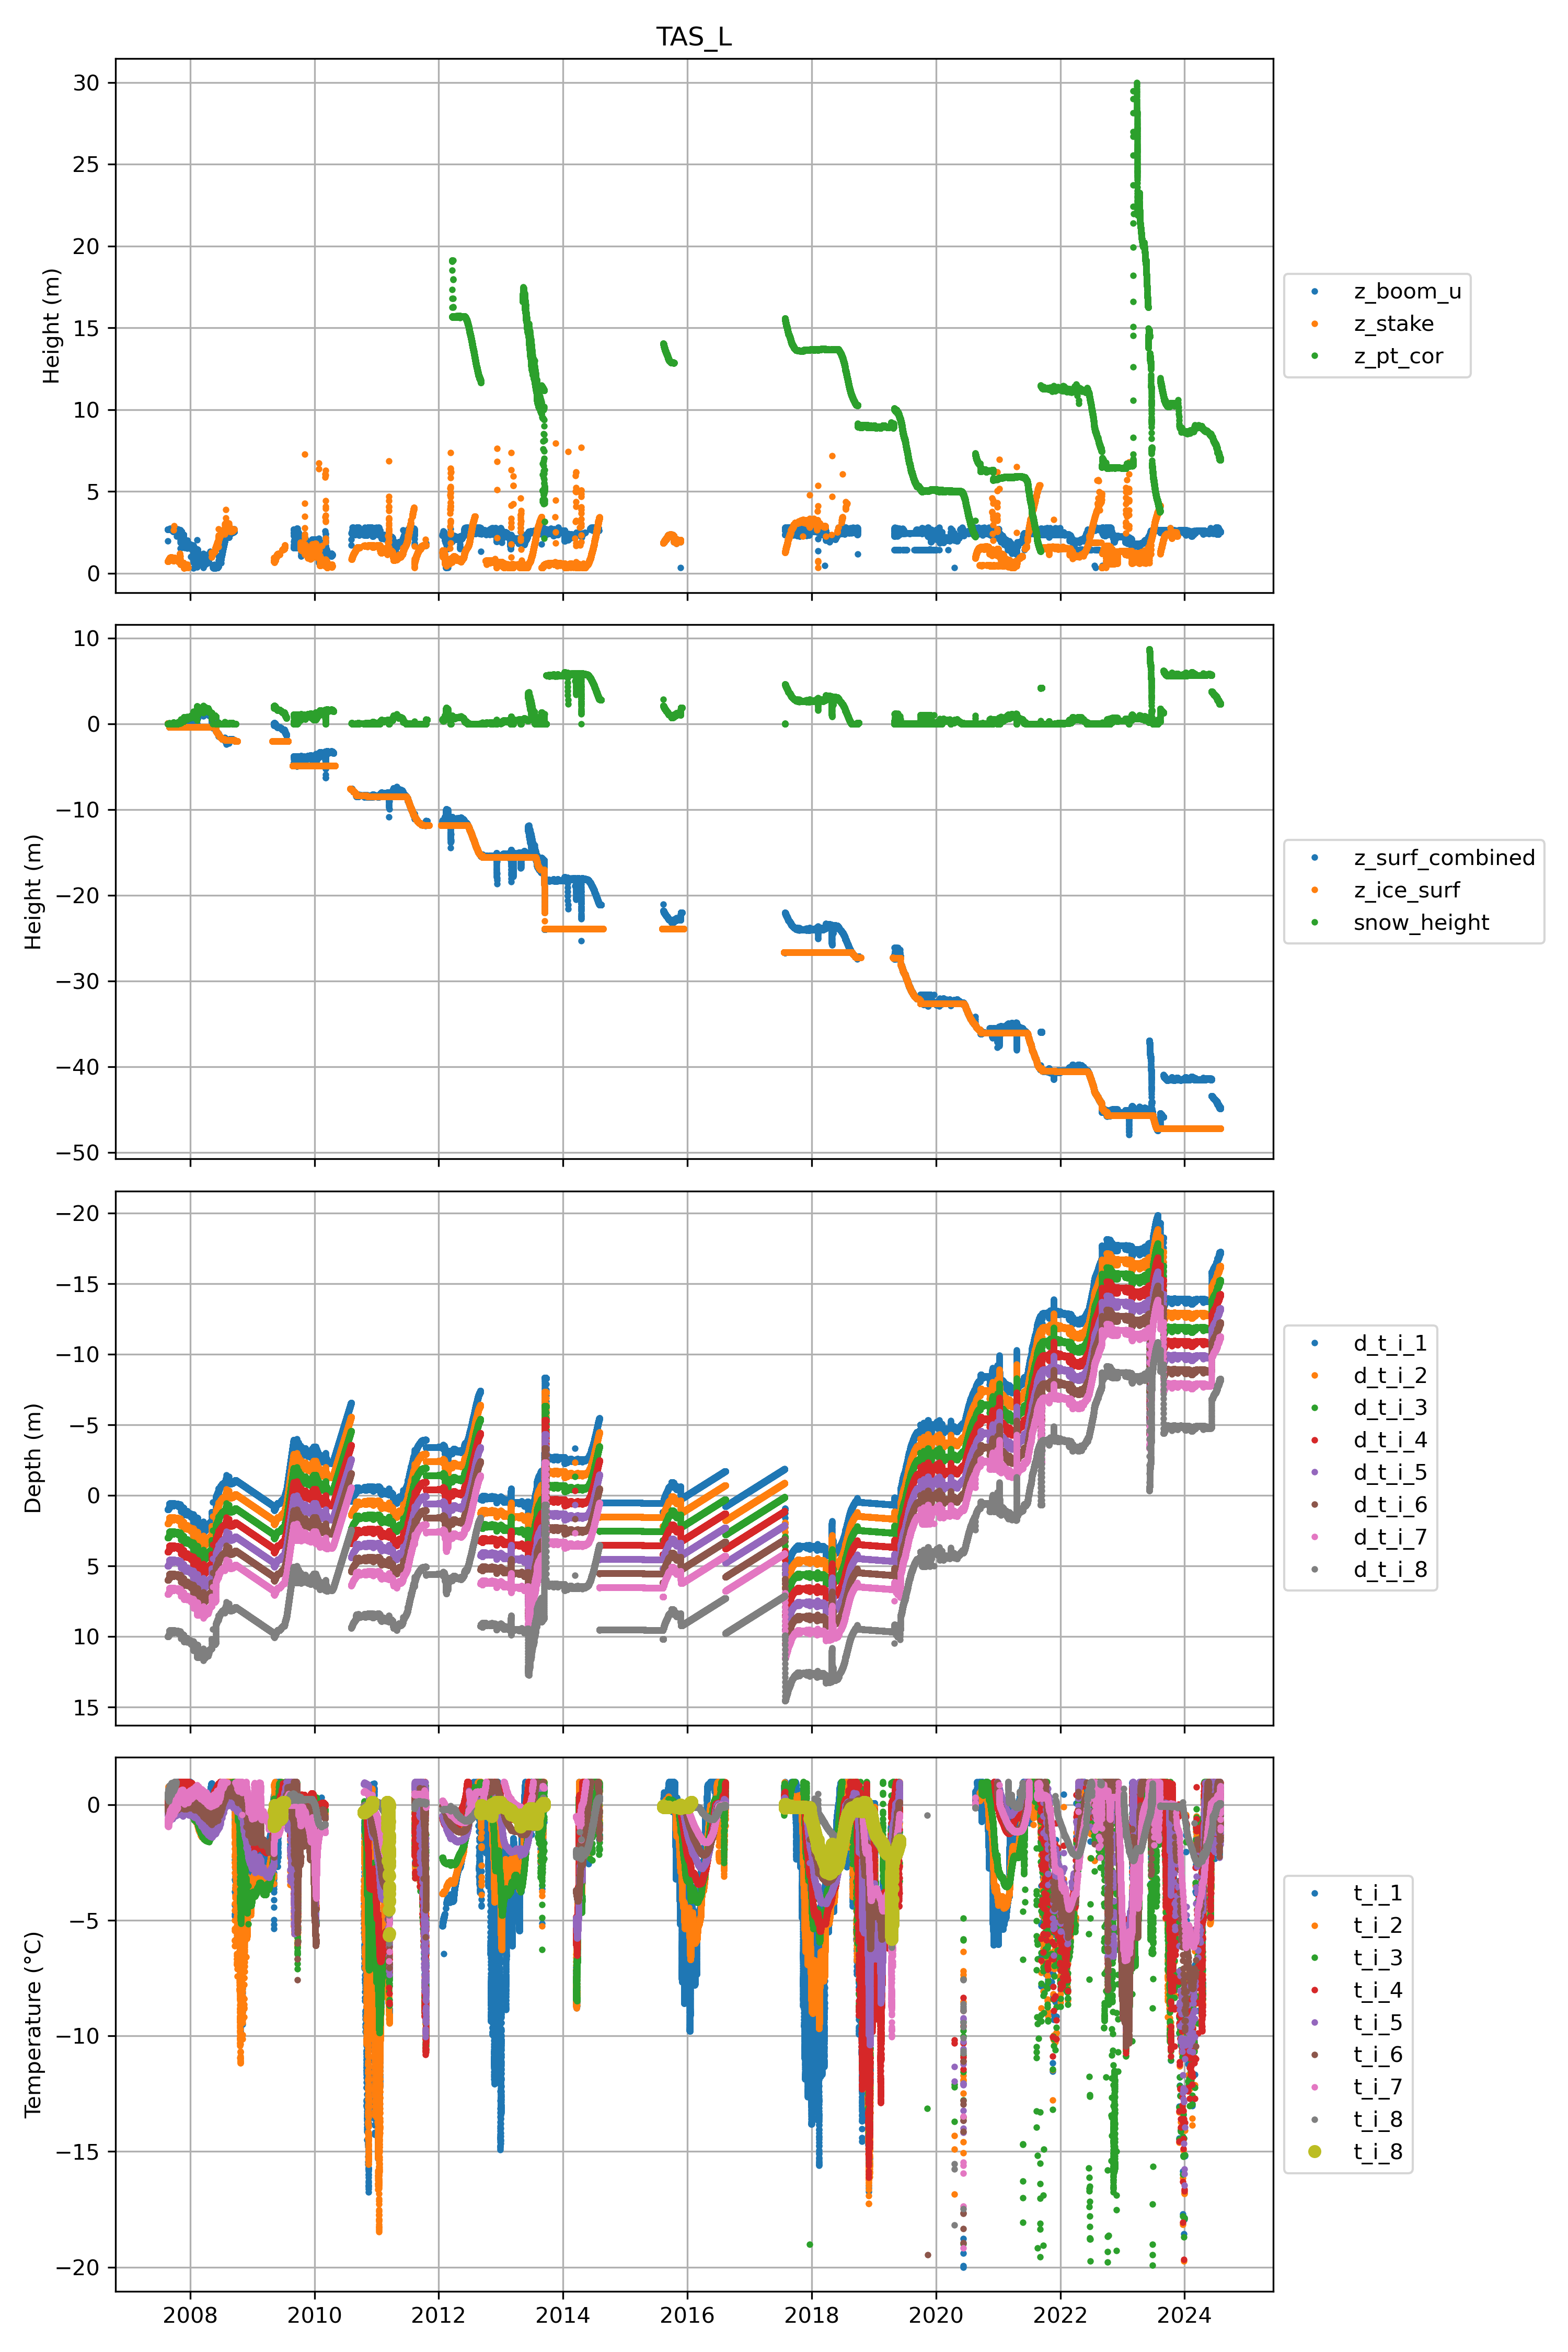 TAS_L
30
25
20
15
10
5
0
Height (m)
z_boom_u
z_stake
z_pt_cor
10
0
−10
−20
−30
−40
−50
Height (m)
z_surf_combined
z_ice_surf
snow_height
−20
−15
−10
−5
0
5
10
15
Depth (m)
d_t_i_1
d_t_i_2
d_t_i_3
d_t_i_4
d_t_i_5
d_t_i_6
d_t_i_7
d_t_i_8
0
−5
−10
−15
−20
Temperature (°C)
t_i_1
t_i_2
t_i_3
t_i_4
t_i_5
t_i_6
t_i_7
t_i_8
t_i_8
2008 2010 2012 2014 2016 2018 2020 2022 2024